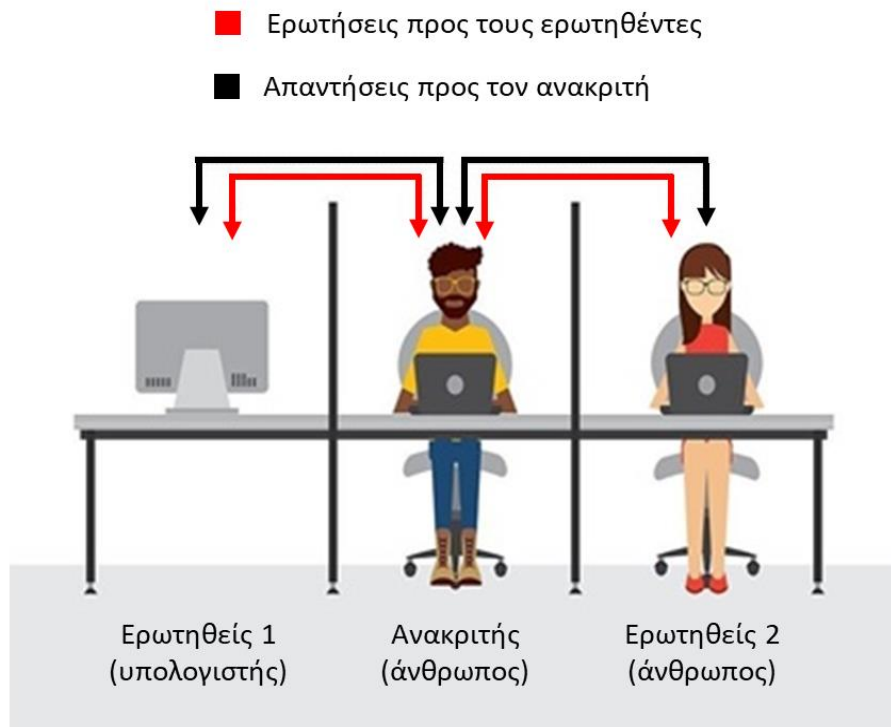 Ερωτήσεις προς τους ερωτηθέντες
Απαντήσεις προς τον ανακριτή
Ερωτηθείς 1
(υπολογιστής)
Ανακριτής
(άνθρωπος)
Ερωτηθείς 2
(άνθρωπος)